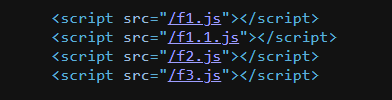 <script src="/f1.js"></script>
<script src="/f1.1.js"></script>
<script src="/f2.js"></script>
<script src="/f3.js"></script>